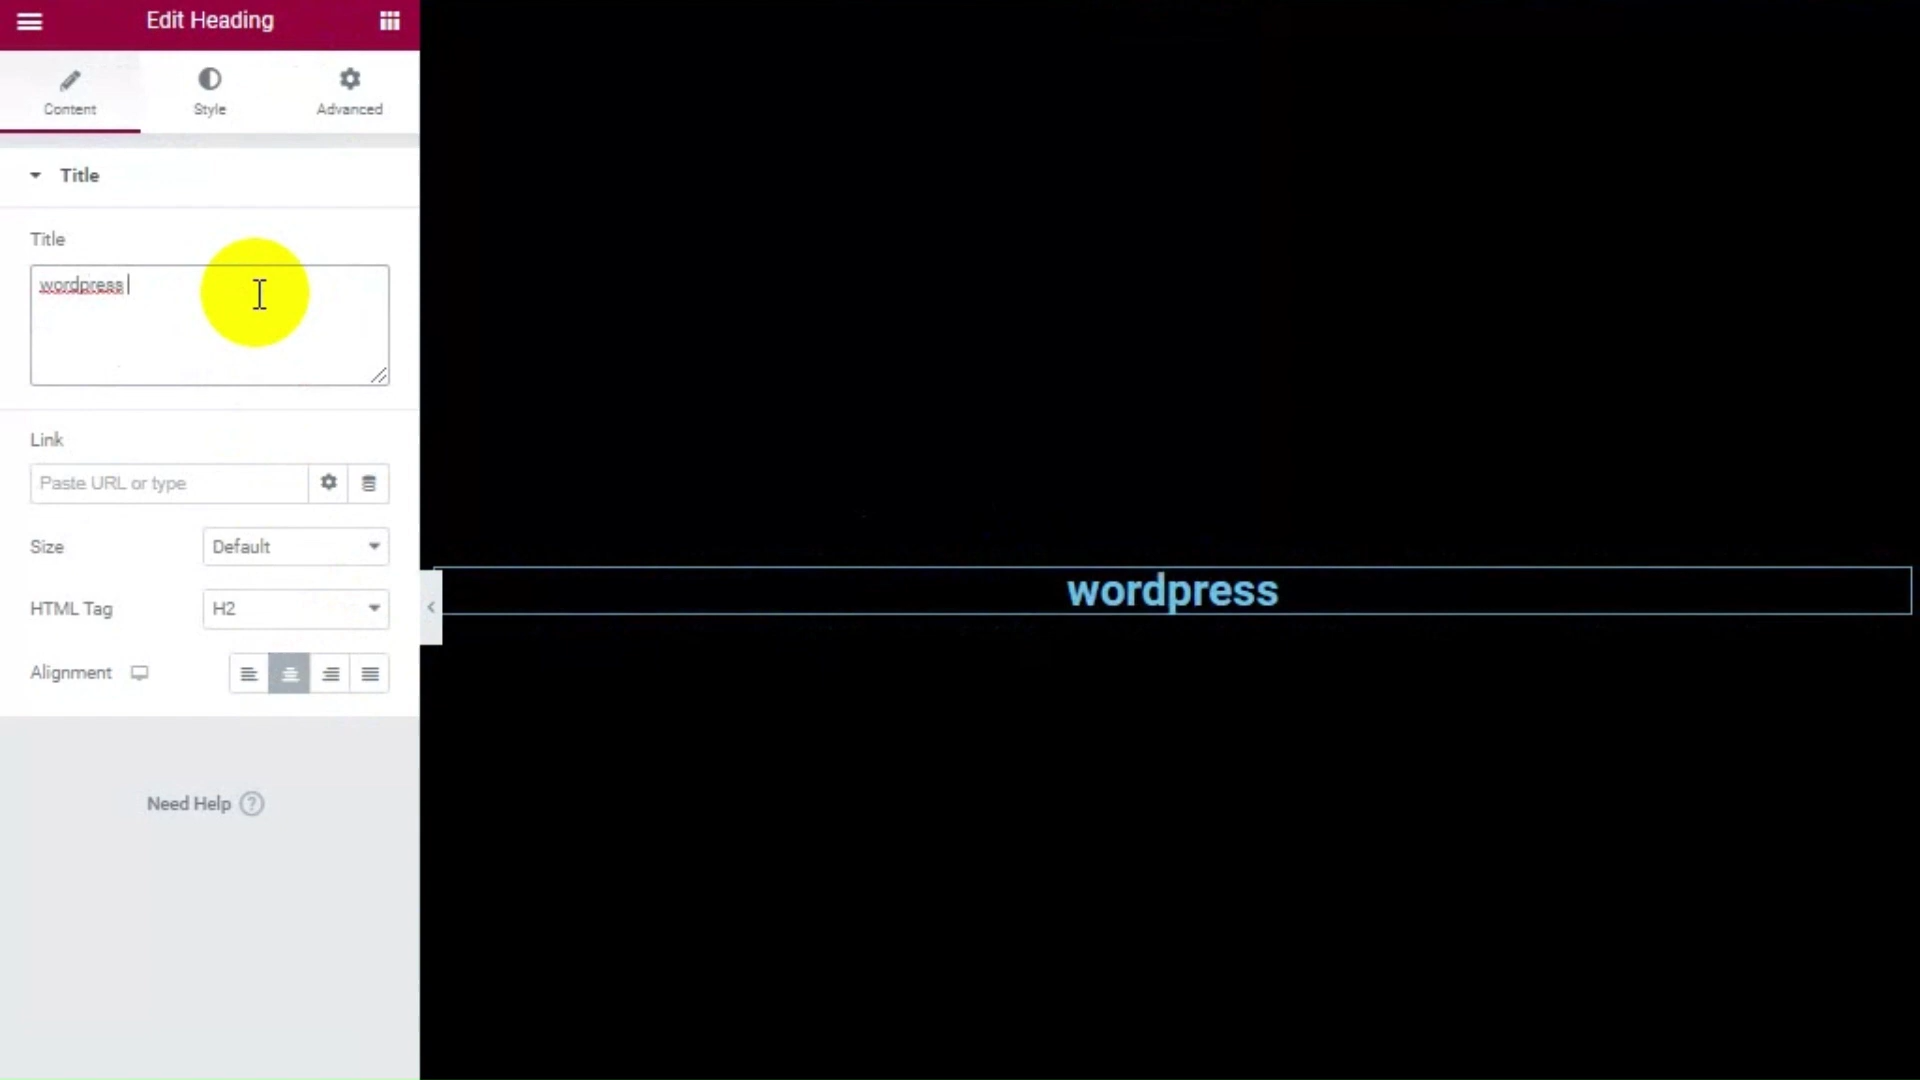 Edit Heading
Content
Style
Advanced
Title
Title
wordpress
Link
Paste URL or type
Size
Default
HTML Tag
H2
Alignment
Need Help ?
wordpress